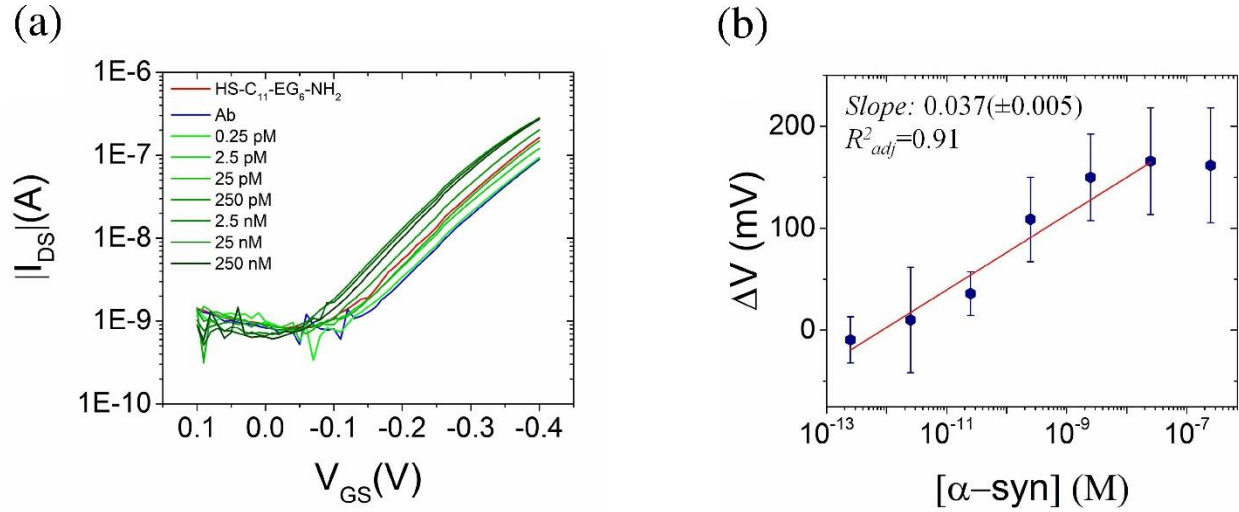 (a)
1E-6
1E-7
1E-8
1E-9
1E-10
|I_DS|(A)
HS-C₁₁-EG₆-NH₂
Ab
0.25 pM
2.5 pM
25 pM
250 pM
2.5 nM
25 nM
250 nM
0.1 0.0 -0.1 -0.2 -0.3 -0.4
V_GS(V)
(b)
Slope: 0.037(±0.005)
R²_adj=0.91
200
100
0
ΔV (mV)
10⁻¹³ 10⁻¹¹ 10⁻⁹ 10⁻⁷
[α–syn] (M)